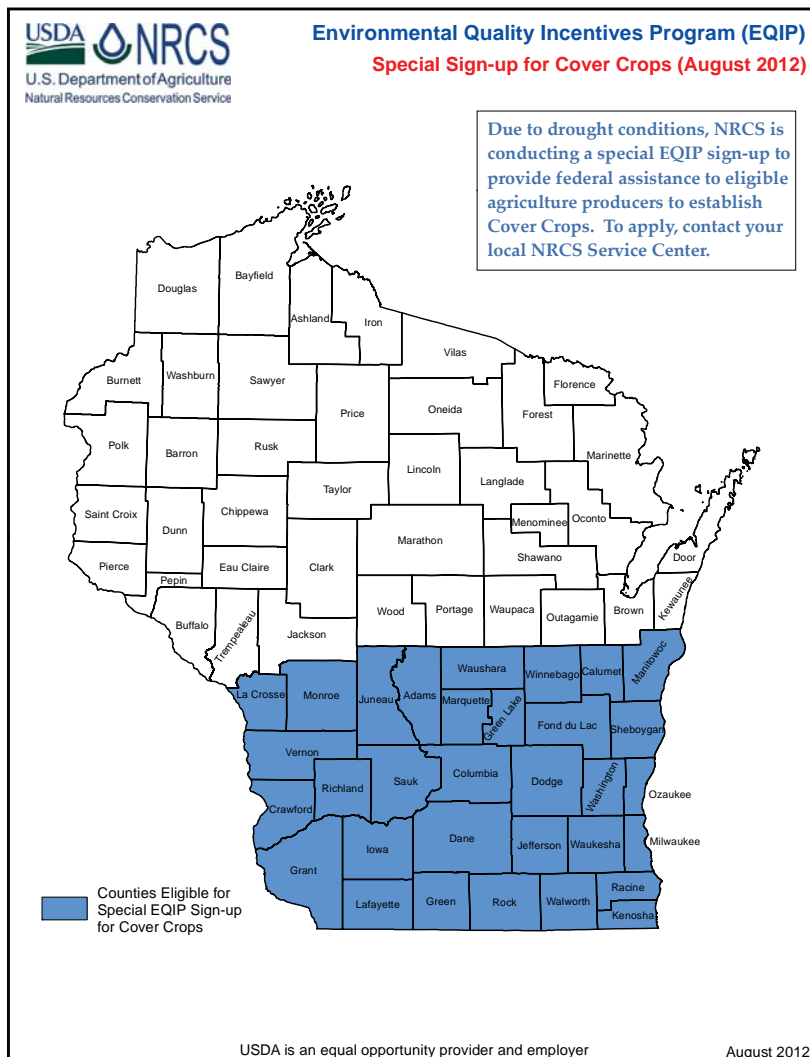 USDA NRCS
U.S. Department of Agriculture
Natural Resources Conservation Service
Environmental Quality Incentives Program (EQIP)
Special Sign-up for Cover Crops (August 2012)
Due to drought conditions, NRCS is
conducting a special EQIP sign-up to
provide federal assistance to eligible
agriculture producers to establish
Cover Crops. To apply, contact your
local NRCS Service Center.
Douglas
Bayfield
Ashland
Iron
Vilas
Burnett
Washburn
Sawyer
Price
Oneida
Forest
Florence
Marinette
Polk
Barron
Rusk
Lincoln
Langlade
Taylor
Saint Croix
Dunn
Chippewa
Menominee
Oconto
Marathon
Shawano
Pierce
Pepin
Eau Claire
Clark
Door
Buffalo
Trempealeau
Jackson
Wood
Portage
Waupaca
Outagamie
Brown
Kewaunee
La Crosse
Monroe
Juneau
Adams
Waushara
Marquette
Green Lake
Winnebago
Calumet
Manitowoc
Fond du Lac
Sheboygan
Vernon
Richland
Sauk
Columbia
Dodge
Washington
Ozaukee
Crawford
Grant
Iowa
Dane
Jefferson
Waukesha
Milwaukee
Lafayette
Green
Rock
Walworth
Racine
Kenosha
Counties Eligible for
Special EQIP Sign-up
for Cover Crops
USDA is an equal opportunity provider and employer
August 2012